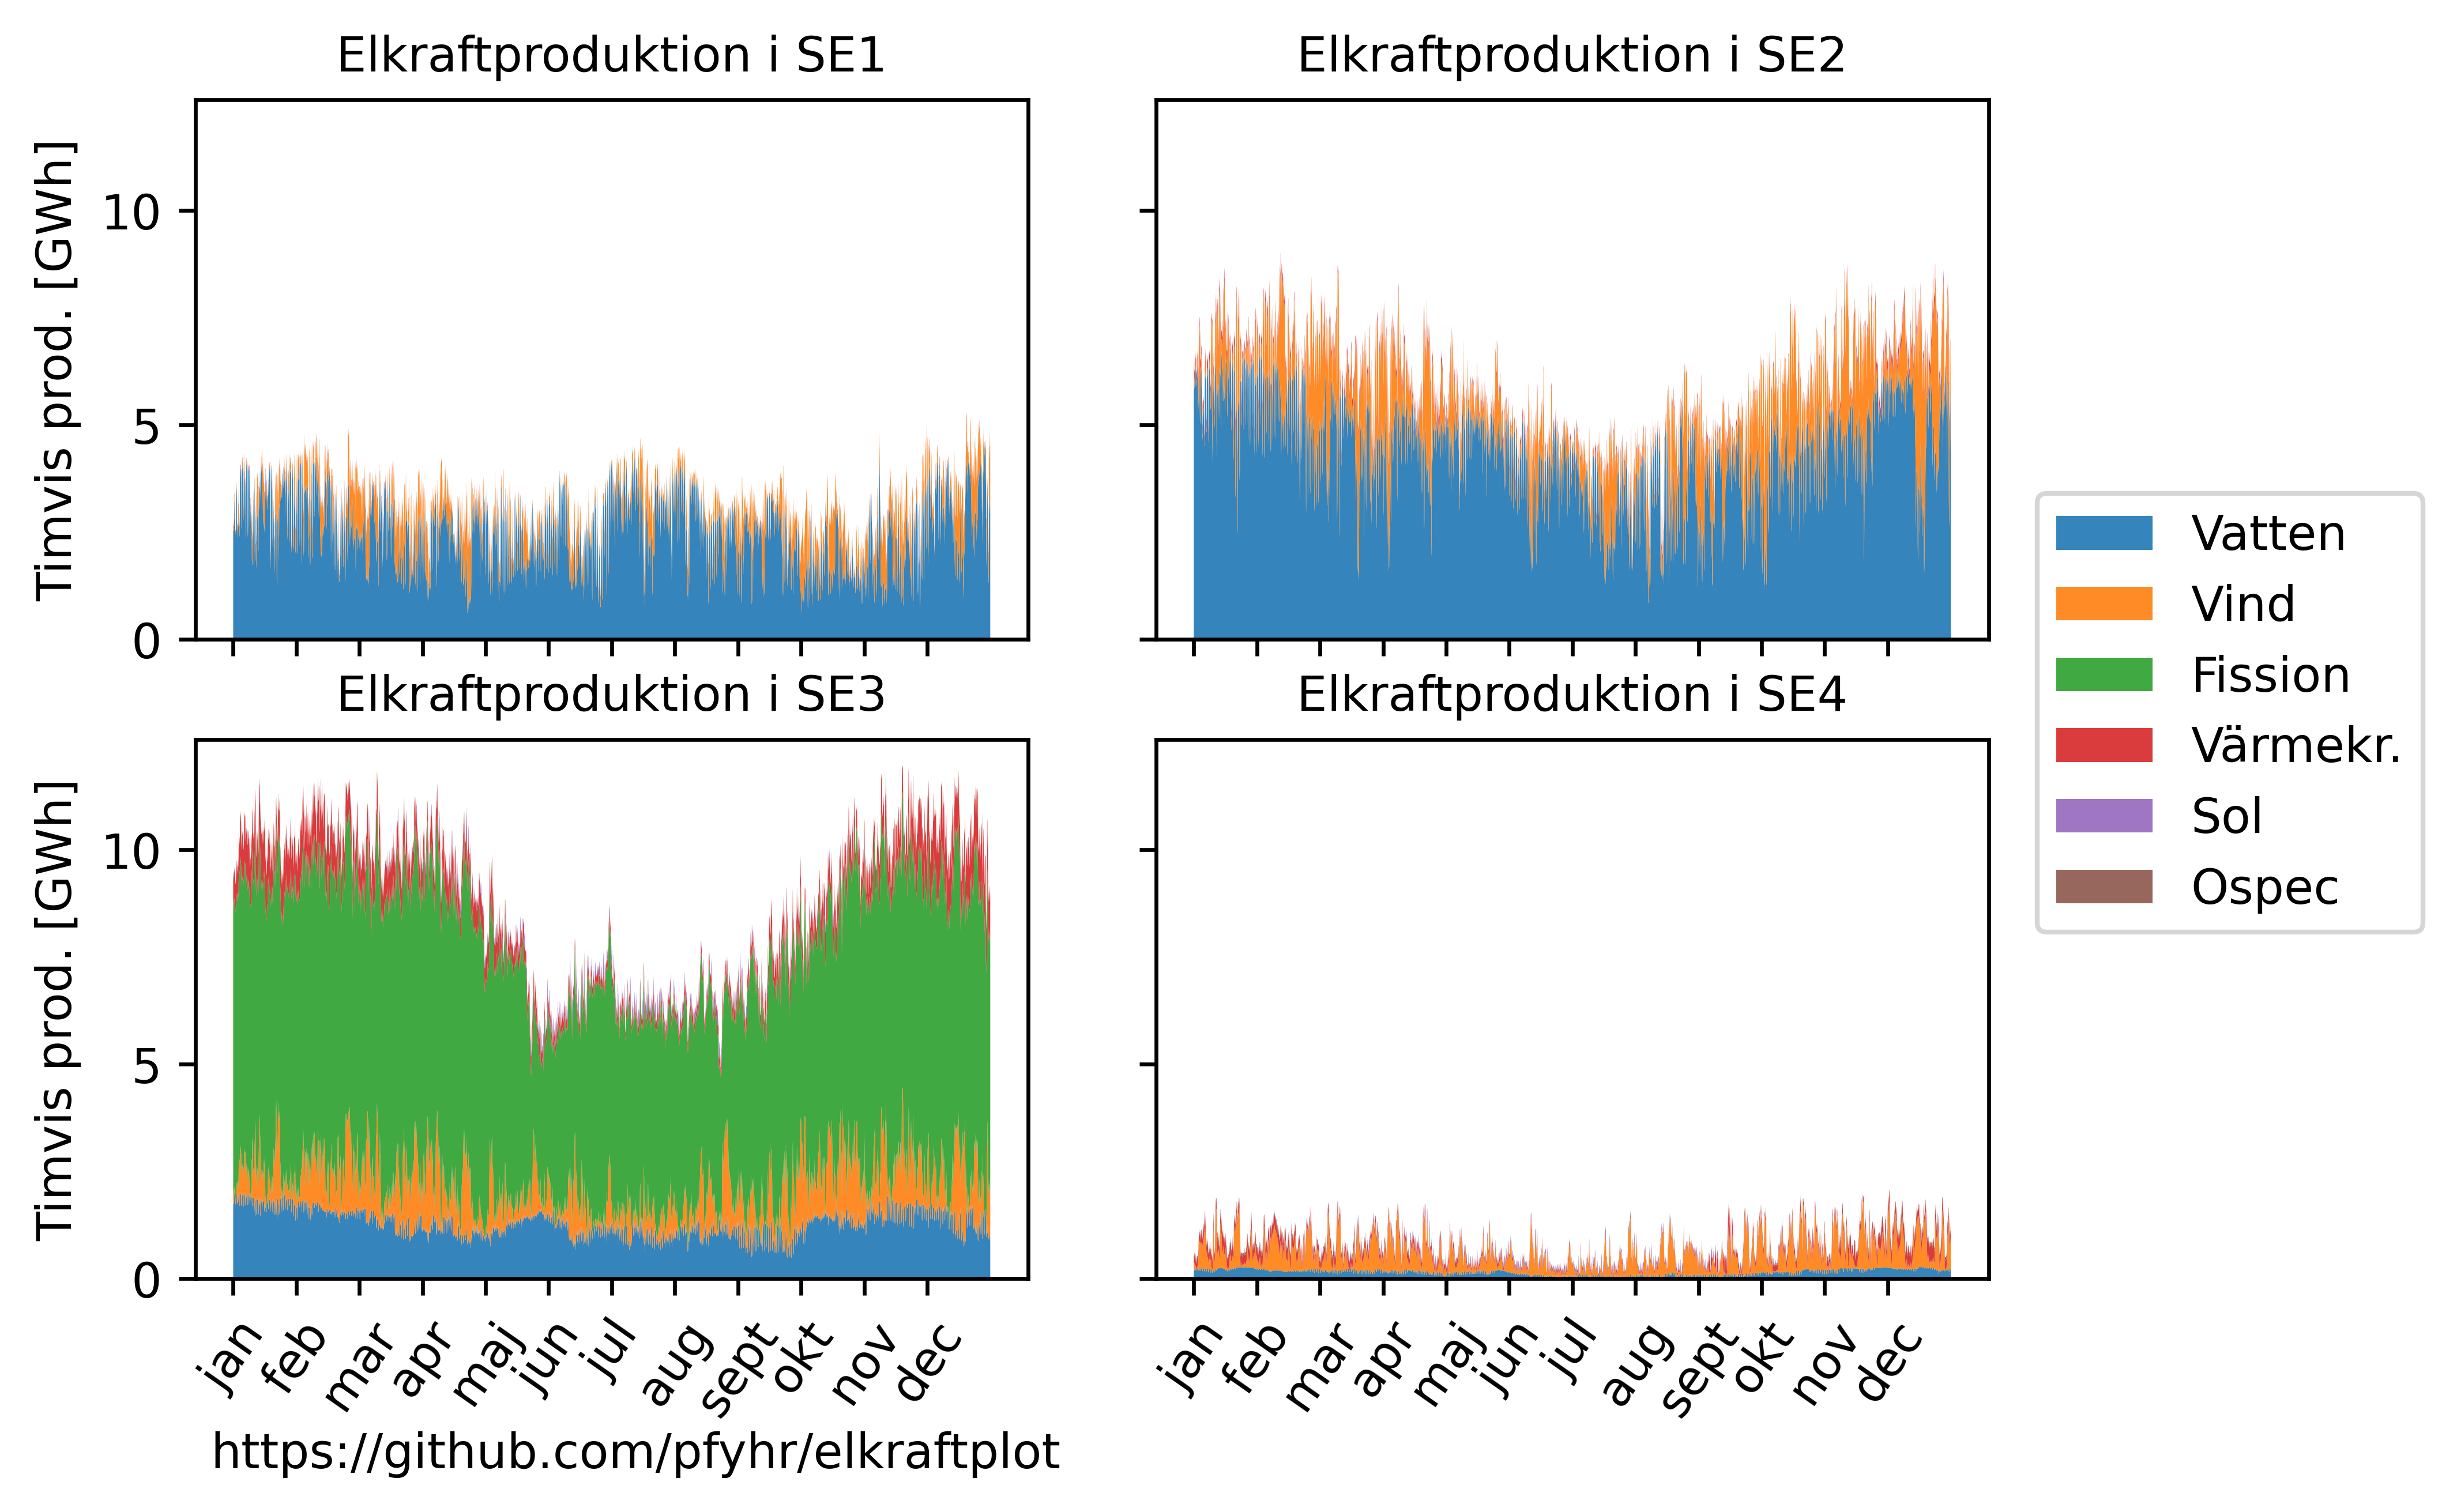 Elkraftproduktion i SE1
Elkraftproduktion i SE2
Timvis prod. [GWh]
10
5
0
Elkraftproduktion i SE3
Elkraftproduktion i SE4
Timvis prod. [GWh]
10
5
0
jan feb mar apr maj jun jul aug sept okt nov dec
jan feb mar apr maj jun jul aug sept okt nov dec
https://github.com/pfyhr/elkraftplot
Vatten
Vind
Fission
Värmekr.
Sol
Ospec